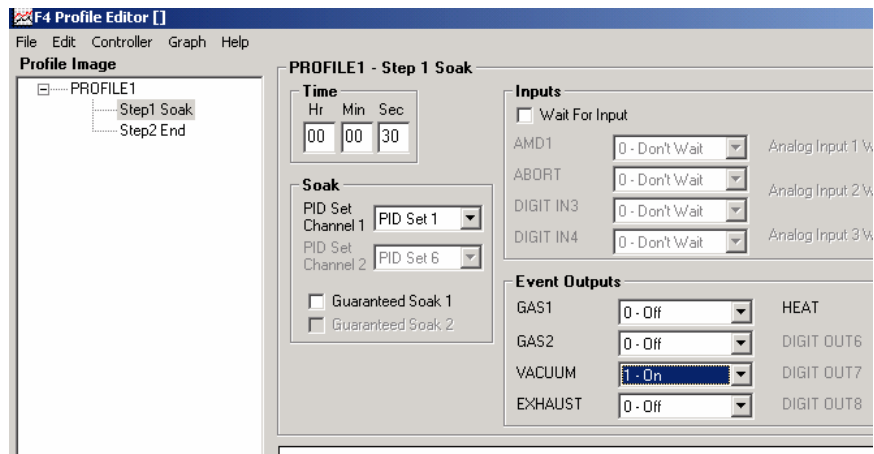 F4 Profile Editor []
File Edit Controller Graph Help
Profile Image
PROFILE1
Step1 Soak
Step2 End
PROFILE1 - Step 1 Soak
Time
Hr Min Sec
00 00 30
Soak
PID Set
Channel 1
PID Set 1
PID Set
Channel 2
PID Set 6
Guaranteed Soak 1
Guaranteed Soak 2
Inputs
Wait For Input
AMD1 0 - Don't Wait Analog Input 1 W
ABORT 0 - Don't Wait
Analog Input 2 W
DIGIT IN3 0 - Don't Wait
DIGIT IN4 0 - Don't Wait Analog Input 3 W
Event Outputs
GAS1 0 - Off HEAT
GAS2 0 - Off DIGIT OUT6
VACUUM 1 - On DIGIT OUT7
EXHAUST 0 - Off DIGIT OUT8